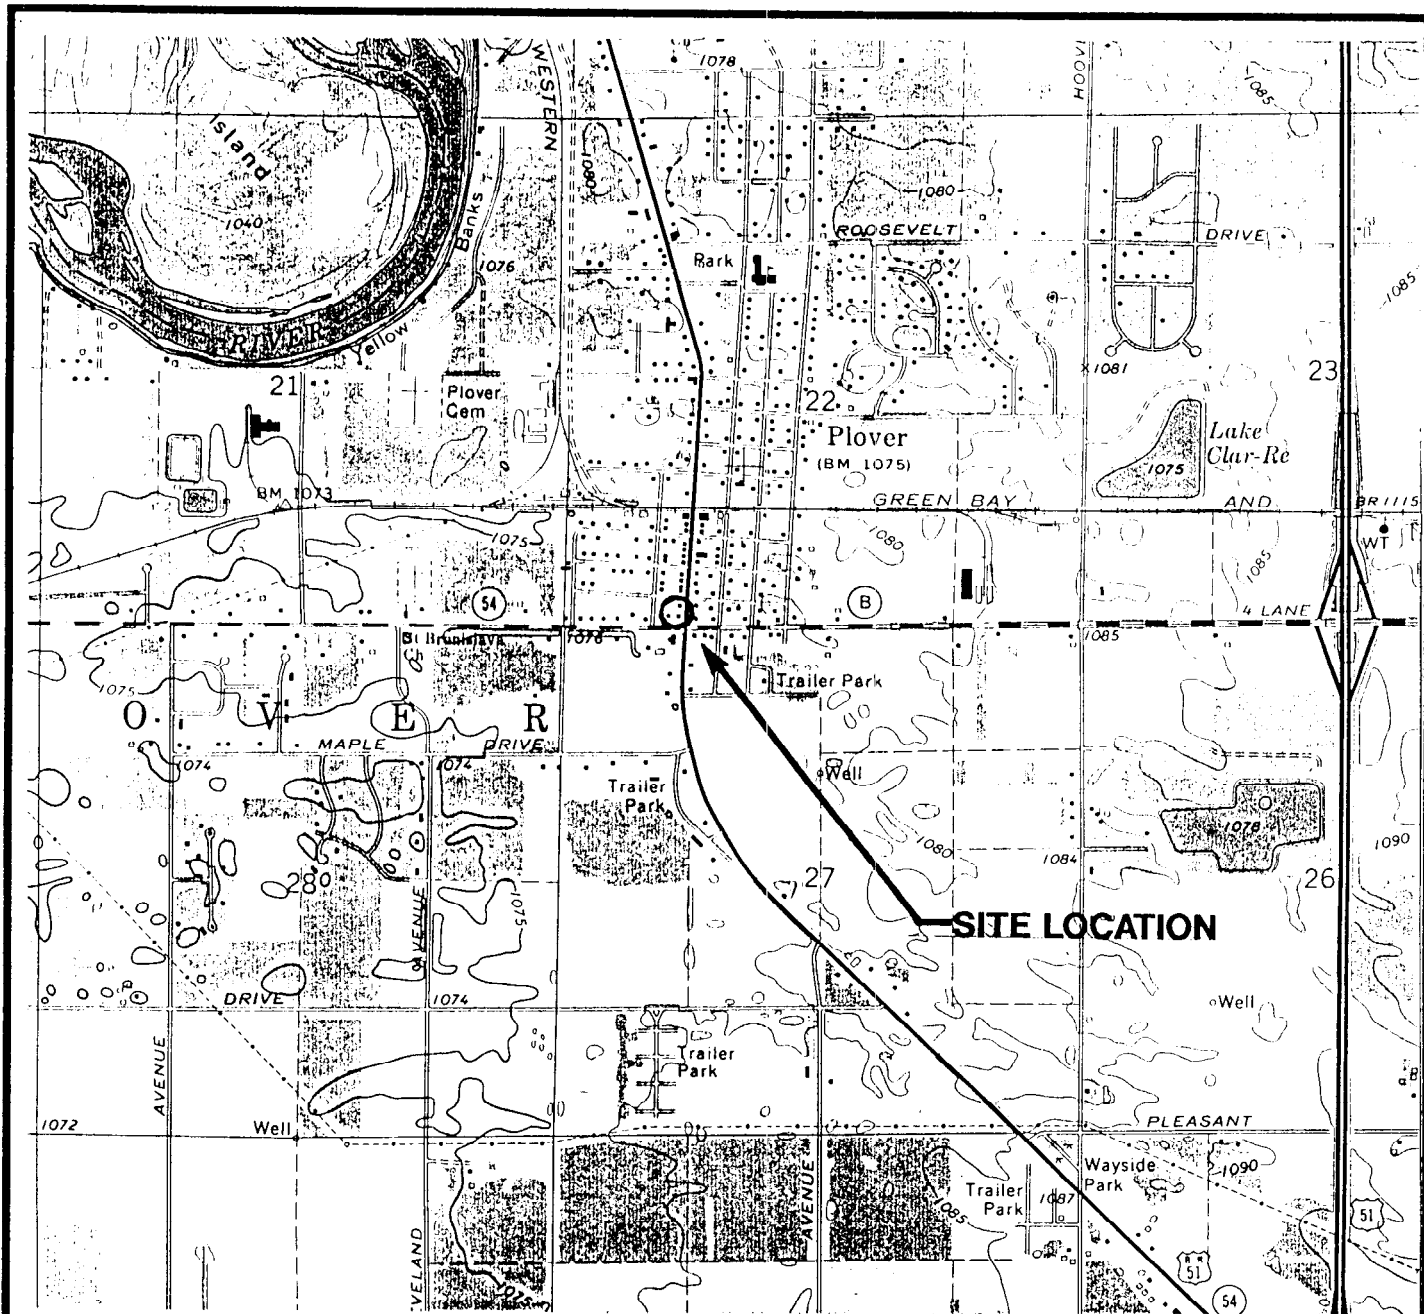 WESTERN
1078
HOOV
1085
Island
1080
1040
Banks
1076
1080
ROOSEVELT
DRIVE
1085
Park
RIVER
Yellow
21
Plover
Cem
22
X1081
23
Plover
(BM 1075)
Lake
Clar-Re
1075
BM 1073
GREEN BAY
AND
BR 1115
1075
1080
1085
WT
54
B
4 LANE
1076
1085
Ch
Trailer Park
1075
O V E R
MAPLE
DRIVE
1074
1074
Well
Trailer
Park
1078
1080
1084
1090
28
27
26
AVENUE
1075
SITE LOCATION
DRIVE
1074
Well
AVENUE
Trailer
Park
1072
Well
PLEASANT
AVENUE
Wayside
Park
1090
Trailer
Park
1087
1085
51
51
VELAND
1075
54